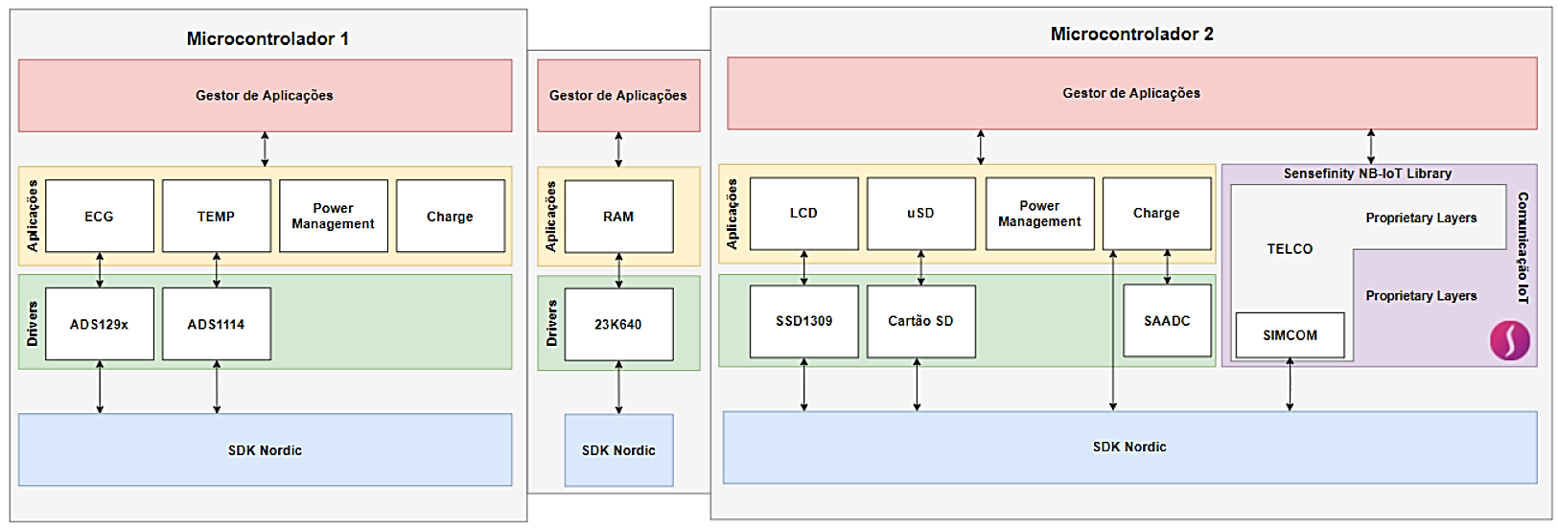 Microcontrolador 1
Gestor de Aplicações
Aplicações
ECG
TEMP
Power
Management
Charge
Drivers
ADS129x
ADS1114
SDK Nordic
Gestor de Aplicações
Aplicações
RAM
Drivers
23K640
SDK Nordic
Microcontrolador 2
Gestor de Aplicações
Aplicações
LCD
uSD
Power
Management
Charge
Drivers
SSD1309
Cartão SD
SAADC
Sensefinity NB-IoT Library
Proprietary Layers
TELCO
Proprietary Layers
SIMCOM
Comunicação IoT
SDK Nordic